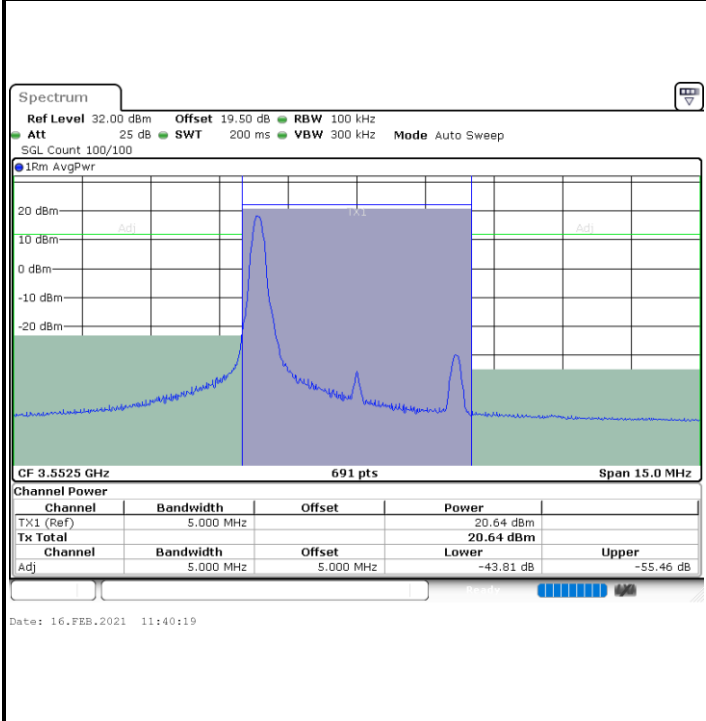 Spectrum
Ref Level 32.00 dBm Offset 19.50 dB RBW 100 kHz
Att 25 dB SWT 200 ms VBW 300 kHz Mode Auto Sweep
SGL Count 100/100
1Rm AvgPwr
20 dBm
TX1
Adj
Adj
10 dBm
0 dBm
-10 dBm
-20 dBm
CF 3.5525 GHz 691 pts Span 15.0 MHz
Channel Power
Channel Bandwidth Offset Power
TX1 (Ref) 5.000 MHz 20.64 dBm
Tx Total 20.64 dBm
Channel Bandwidth Offset Lower Upper
Adj 5.000 MHz 5.000 MHz -43.81 dB -55.46 dB
Ready
Date: 16.FEB.2021 11:40:19